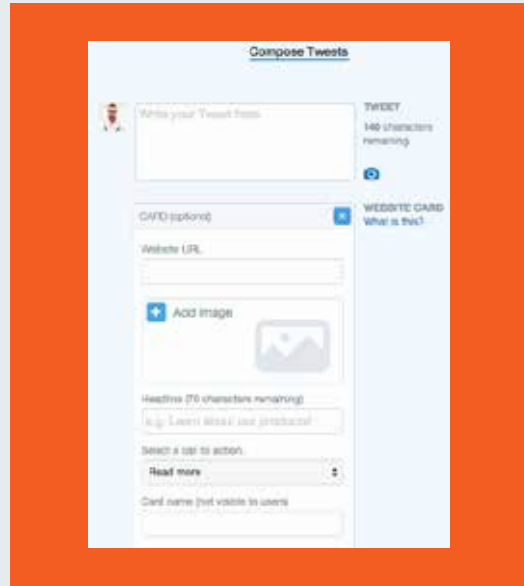 Compose Tweets
Write your Tweet here
TWEET
140 characters
remaining
CARD (optional)
WEBSITE CARD
What is this?
Website URL
Add image
Headline (70 characters remaining)
e.g. Learn about our products!
Select a call to action
Read more
Card name (not visible to users)